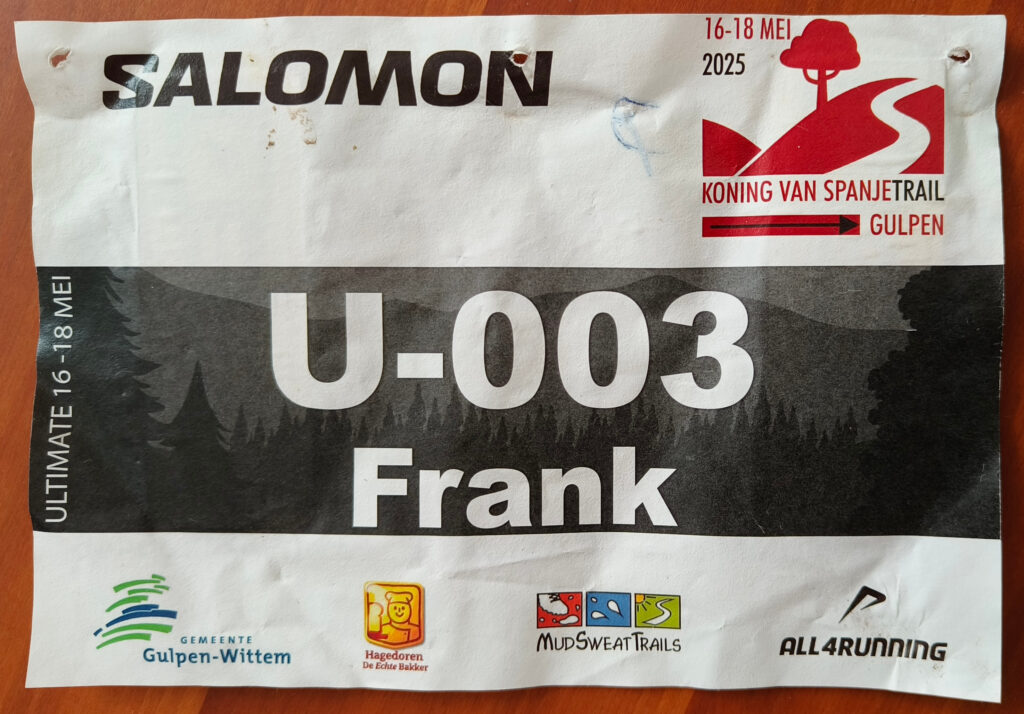 SALOMON
16-18 MEI
2025
KONING VAN SPANJETRAIL
GULPEN
ULTIMATE 16 -18 MEI
U-003
Frank
GEMEENTE
Gulpen-Wittem
Hagedoren
De Echte Bakker
MUDSWEATTRAILS
ALL4RUNNING